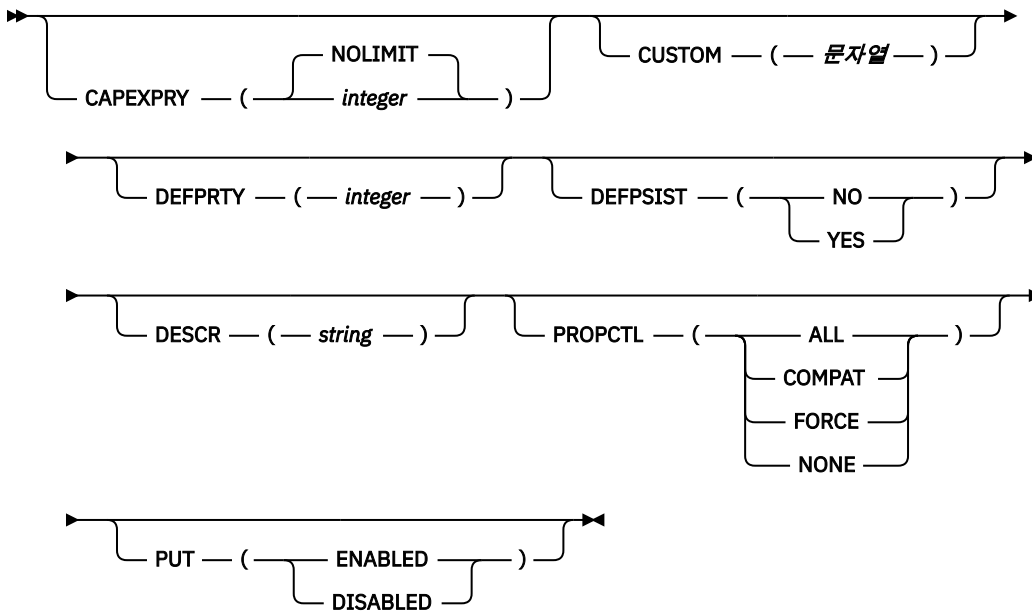 NOLIMIT
CAPEXPRY ( integer )
CUSTOM ( 문자열 )
DEFPRTY ( integer )
DEFPSIST ( NO )
YES
DESCR ( string )
PROPCTL ( ALL )
COMPAT
FORCE
NONE
PUT ( ENABLED )
DISABLED